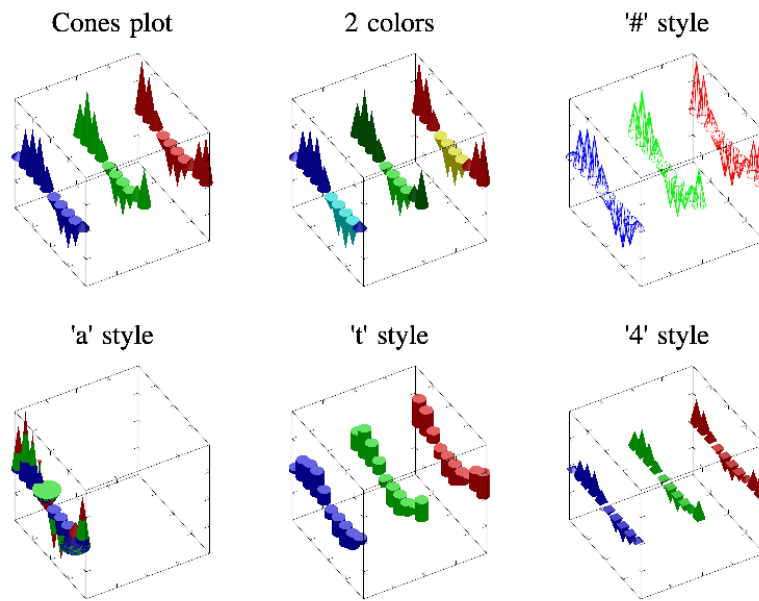 Cones plot
2 colors
'#' style
'a' style
't' style
'4' style